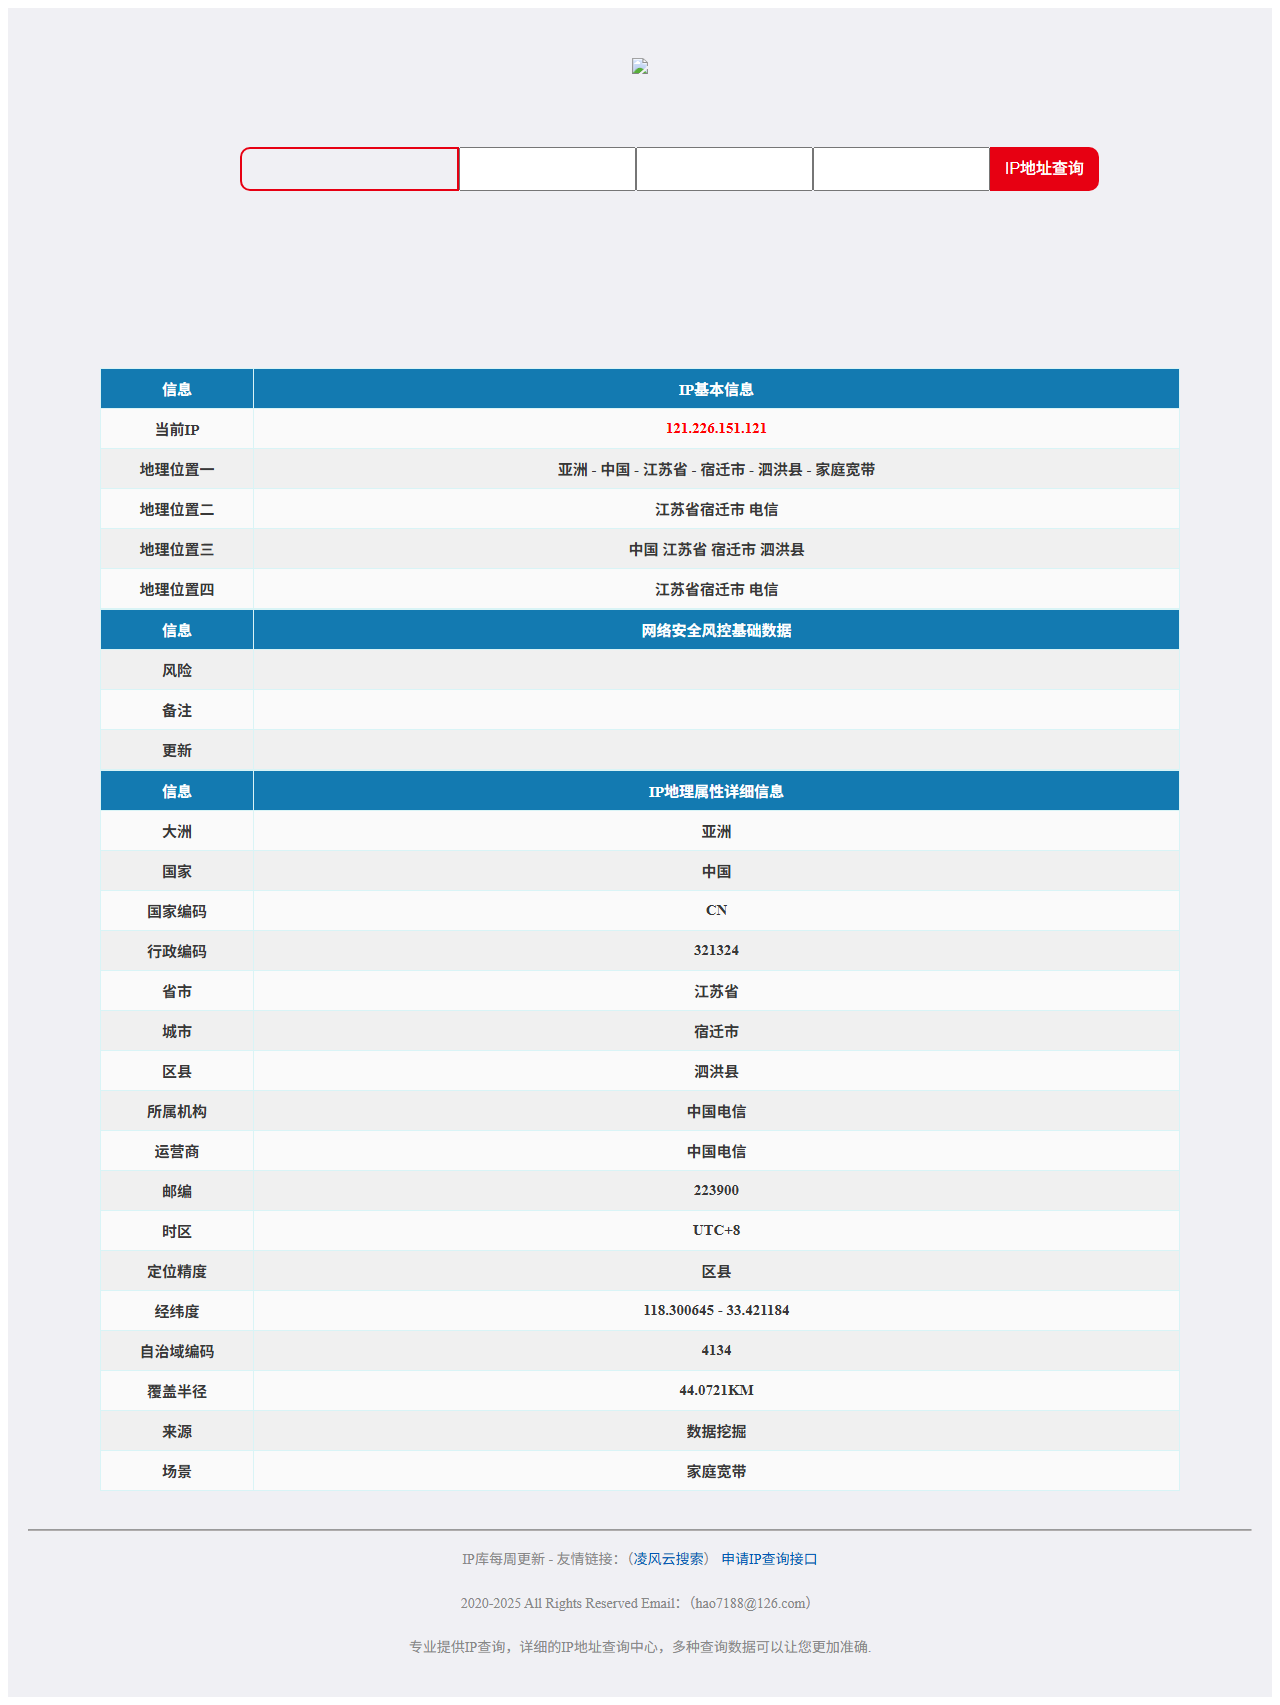 IP地址查询
信息 IP基本信息
当前IP 121.226.151.121
地理位置一 亚洲 - 中国 - 江苏省 - 宿迁市 - 泗洪县 - 家庭宽带
地理位置二 江苏省宿迁市 电信
地理位置三 中国 江苏省 宿迁市 泗洪县
地理位置四 江苏省宿迁市 电信
信息 网络安全风控基础数据
风险
备注
更新
信息 IP地理属性详细信息
大洲 亚洲
国家 中国
国家编码 CN
行政编码 321324
省市 江苏省
城市 宿迁市
区县 泗洪县
所属机构 中国电信
运营商 中国电信
邮编 223900
时区 UTC+8
定位精度 区县
经纬度 118.300645 - 33.421184
自治域编码 4134
覆盖半径 44.0721KM
来源 数据挖掘
场景 家庭宽带
IP库每周更新 - 友情链接：（凌风云搜索） 申请IP查询接口
2020-2025 All Rights Reserved Email：（hao7188@126.com）
专业提供IP查询，详细的IP地址查询中心，多种查询数据可以让您更加准确.